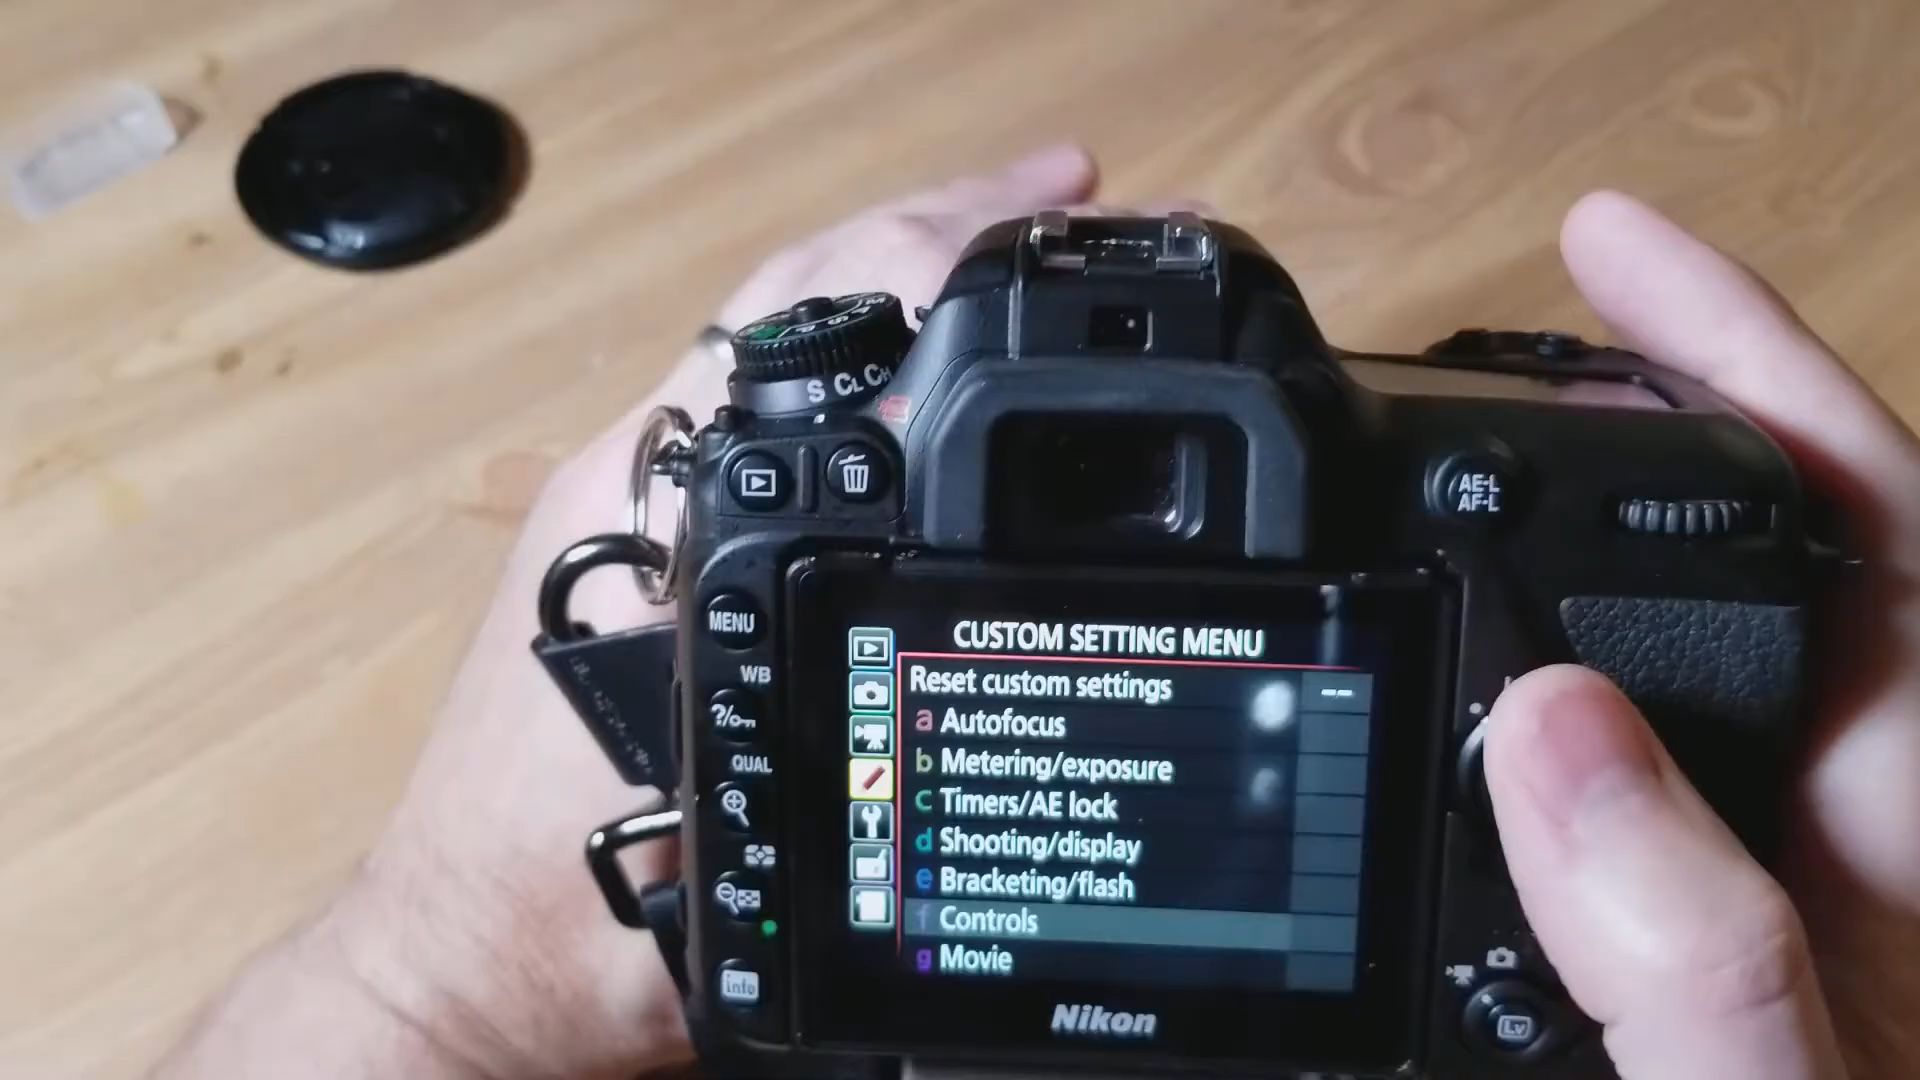 S CL CH
AE-L
AF-L
MENU
WB
?
QUAL
info
CUSTOM SETTING MENU
Reset custom settings --
a Autofocus
b Metering/exposure
c Timers/AE lock
d Shooting/display
e Bracketing/flash
f Controls
g Movie
Nikon
Lv